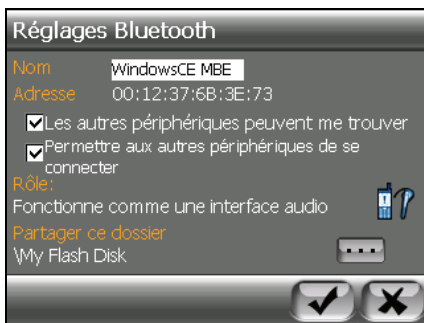 Réglages Bluetooth
Nom WindowsCE MBE
Adresse 00:12:37:6B:3E:73
Les autres périphériques peuvent me trouver
Permettre aux autres périphériques de se
connecter
Rôle:
Fonctionne comme une interface audio
Partager ce dossier
\My Flash Disk
...